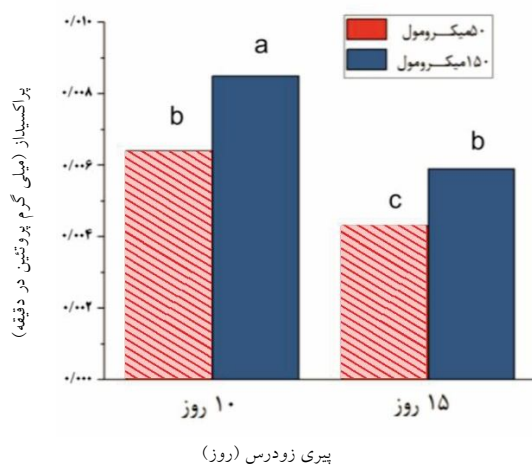 ۰/۰۱۰
۵۰میکرومول
۱۵۰میکرومول
a
۰/۰۰۸
b
b
۰/۰۰۶
c
۰/۰۰۴
۰/۰۰۲
۰/۰۰۰
پراکسیداز (میلی گرم پروتئین در دقیقه)
۱۰ روز
۱۵ روز
پیری زودرس (روز)